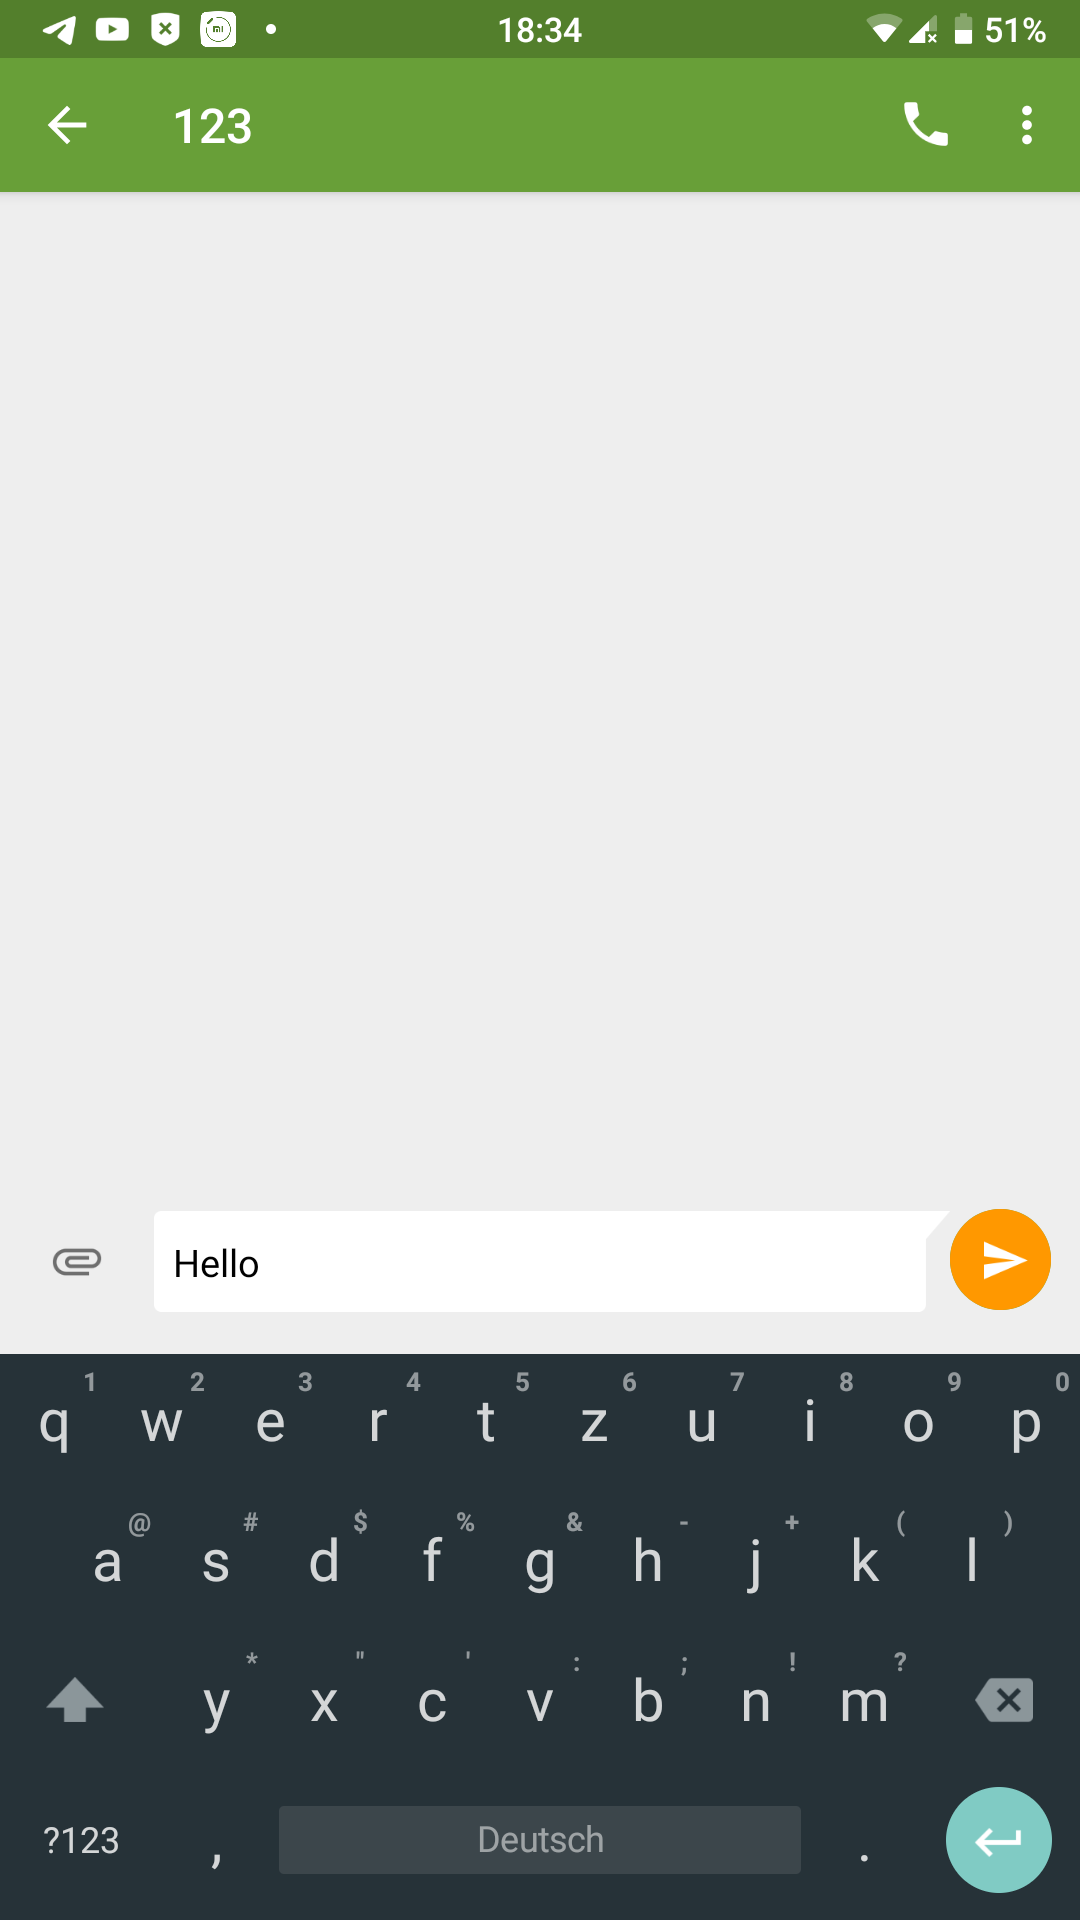 18:34 51%
123
Hello
1 2 3 4 5 6 7 8 9 0
q w e r t z u i o p
@ # $ % & - + ( )
a s d f g h j k l
* " ' : ; ! ?
y x c v b n m
?123 , Deutsch .